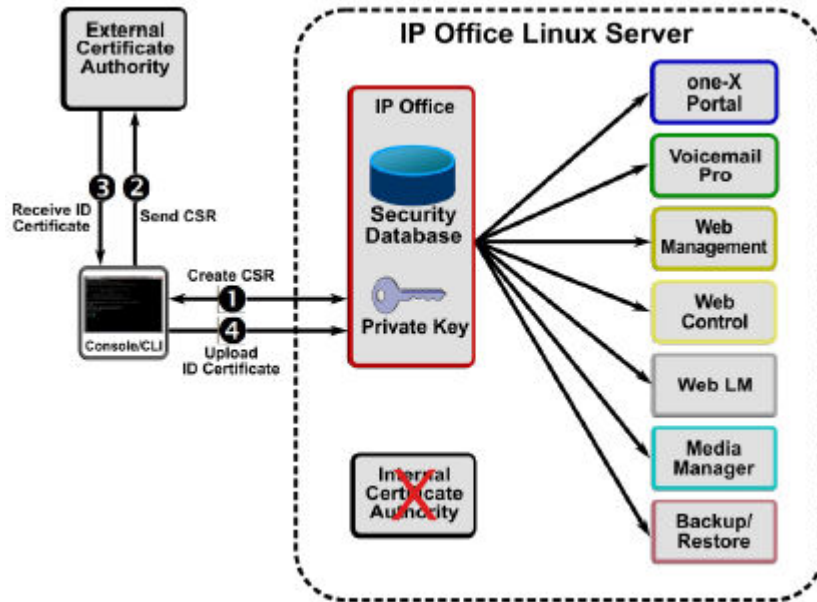 External
Certificate
Authority
IP Office Linux Server
IP Office
Security
Database
Private Key
one-X
Portal
Voicemail
Pro
Web
Management
Web
Control
Web LM
Media
Manager
Backup/
Restore
3
2
Receive ID
Certificate
Send CSR
Create CSR
1
4
Upload
ID Certificate
Console/CLI
Internal
Certificate
Authority